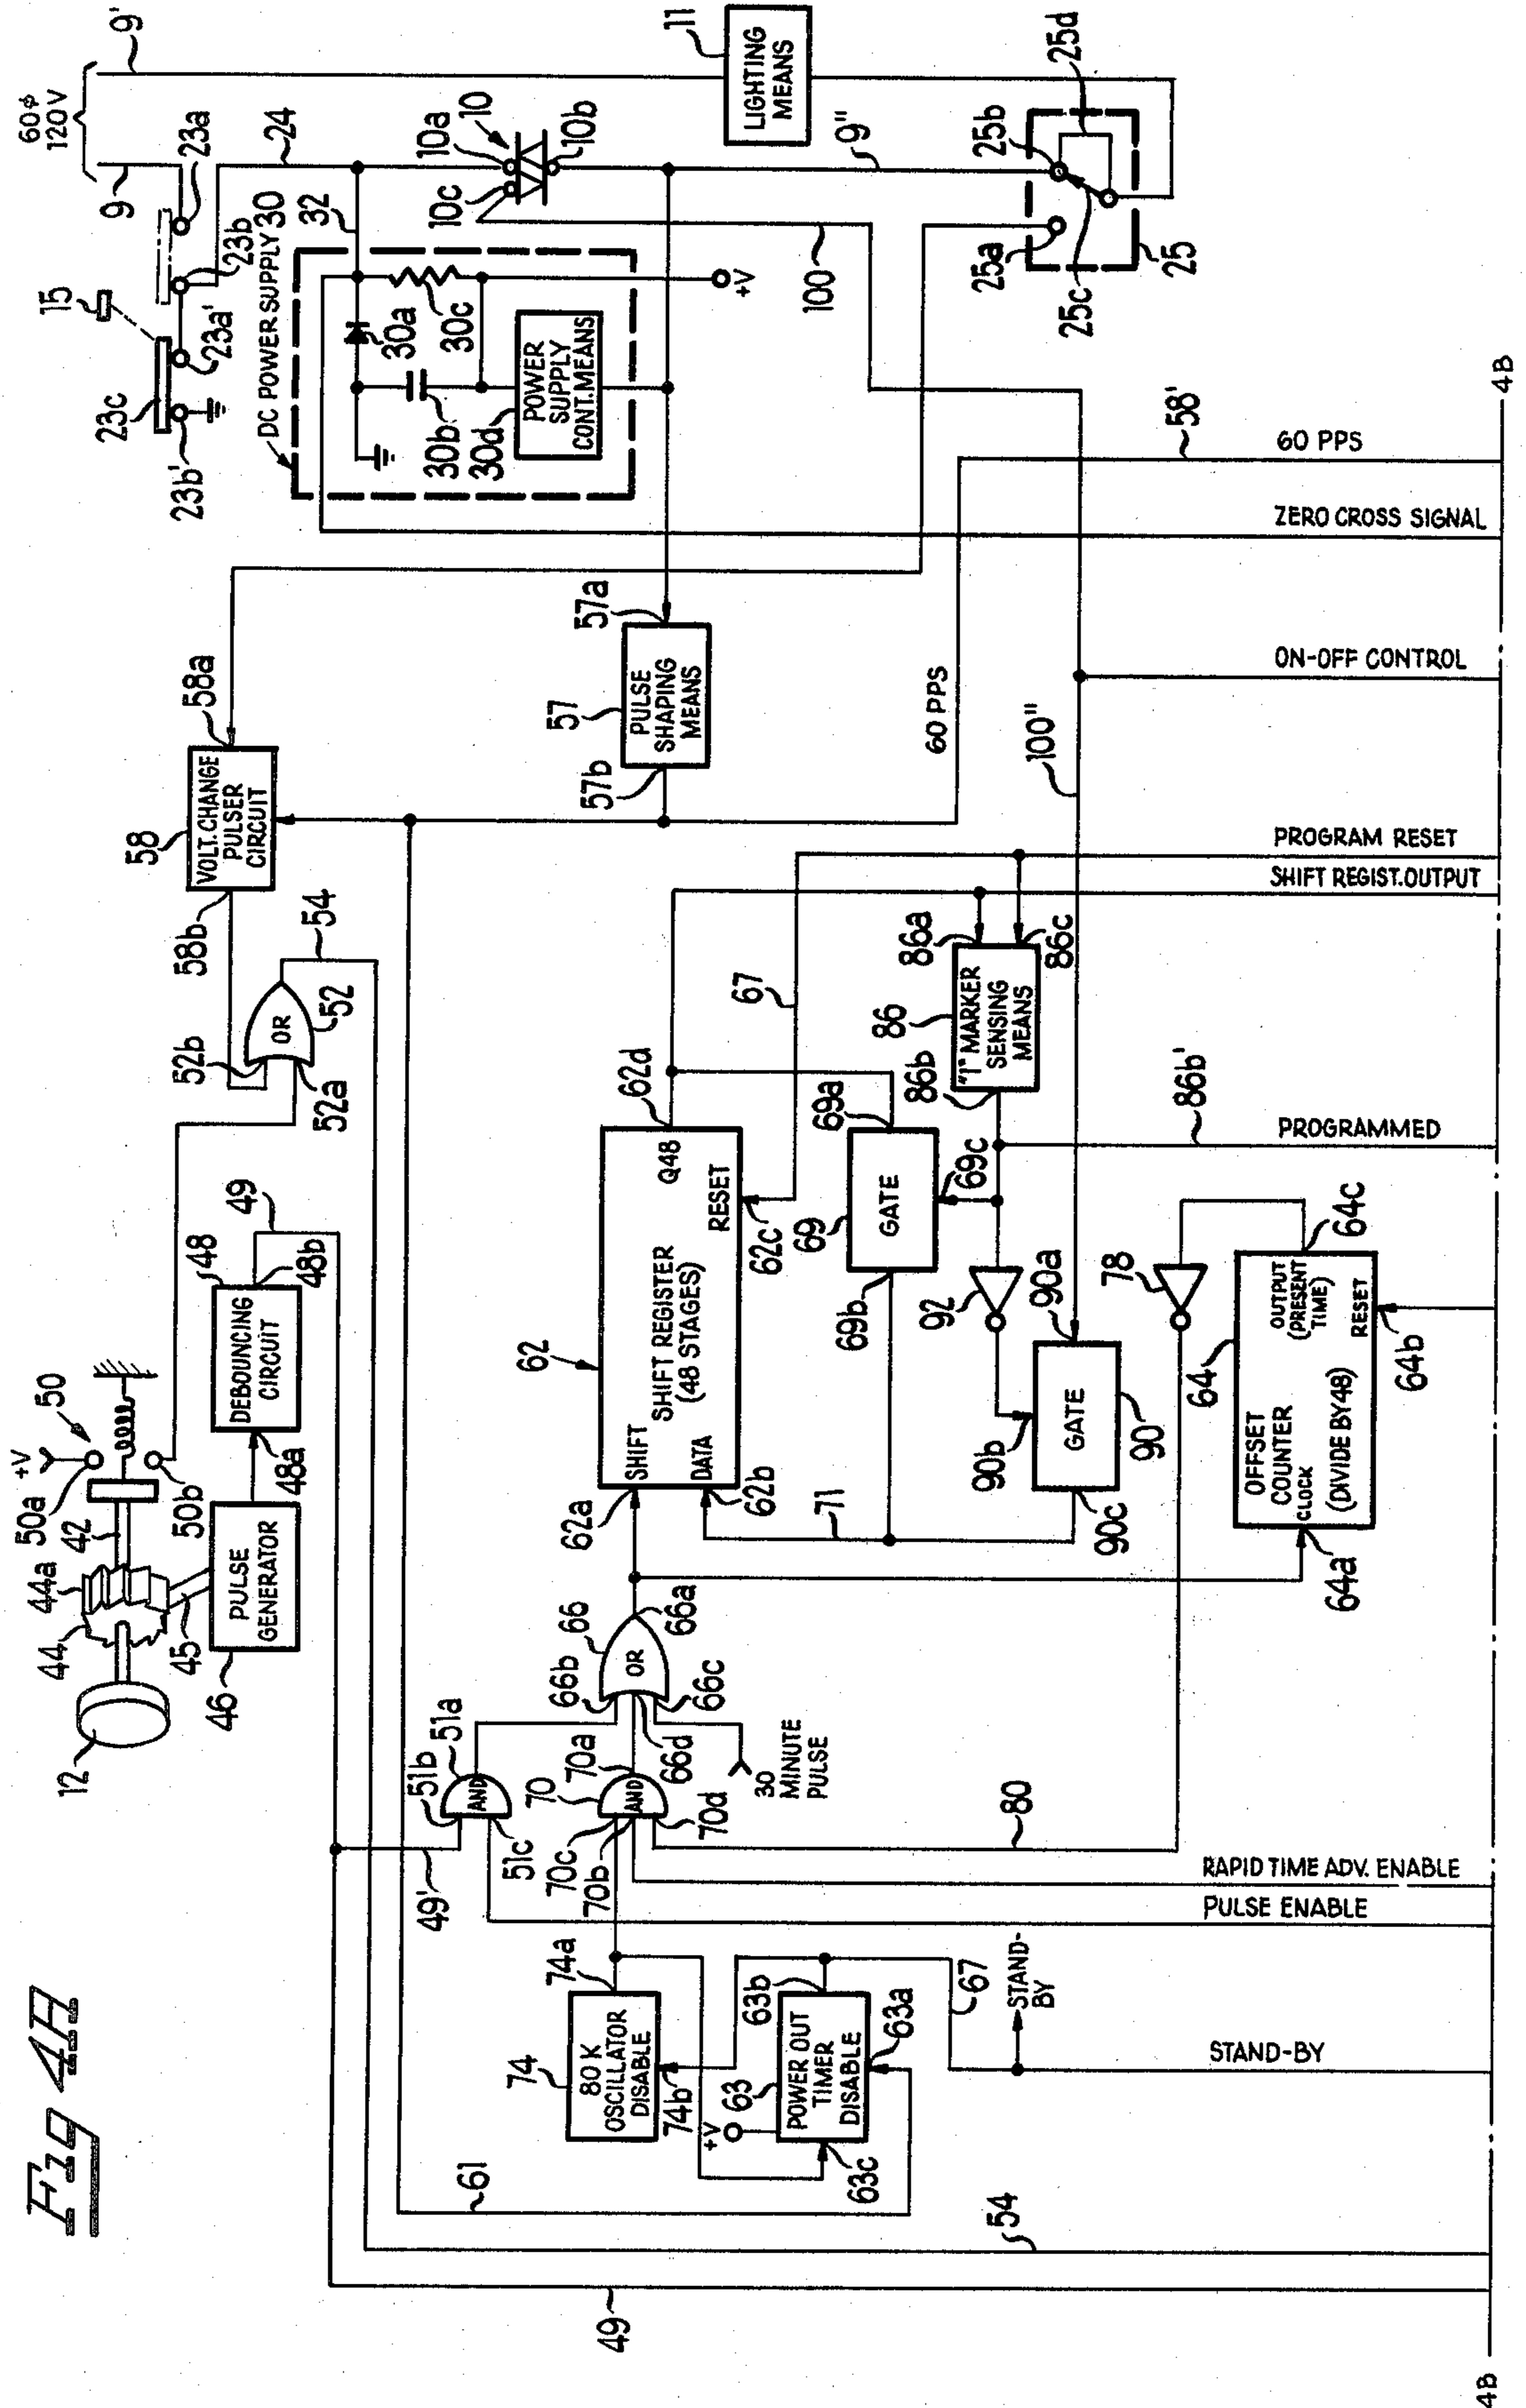 Fig 4A
60ϕ
120V
9
9'
23a
23b
23a'
23b'
23c
15
24
32
DC POWER SUPPLY 30
30a
30b
30c
30d
POWER
SUPPLY
CONT. MEANS
+V
10
10a
10b
10c
9"
11
LIGHTING
MEANS
100
25
25a
25b
25c
25d
12
44
44a
45
42
50
+V
50a
50b
46
PULSE
GENERATOR
48
DEBOUNCING
CIRCUIT
48a
48b
49
52
OR
52a
52b
54
58
VOLT. CHANGE
PULSER
CIRCUIT
58a
58b
57
PULSE
SHAPING
MEANS
57a
57b
49'
51a
51b
51c
AND
70
AND
70a
70b
70c
70d
66
OR
66a
66b
66c
66d
30
MINUTE
PULSE
74
80 K
OSCILLATOR
DISABLE
74a
74b
63
+V
POWER OUT
TIMER
DISABLE
63a
63b
63c
61
67
STAND-
BY
62
SHIFT
SHIFT REGISTER
(48 STAGES)
DATA
Q48
RESET
62a
62b
62c
62d
67
69
GATE
69a
69b
69c
71
86
"1" MARKER
SENSING
MEANS
86a
86b
86c
92
90
GATE
90a
90b
90c
100"
78
80
64
OFFSET
COUNTER
CLOCK
(DIVIDE BY 48)
OUTPUT
(PRESENT
TIME)
RESET
64a
64b
64c
60 PPS
49
54
STAND-BY
PULSE ENABLE
RAPID TIME ADV. ENABLE
PROGRAMMED
86b'
SHIFT REGIST. OUTPUT
PROGRAM RESET
ON-OFF CONTROL
ZERO CROSS SIGNAL
60 PPS
58'
4B
4B